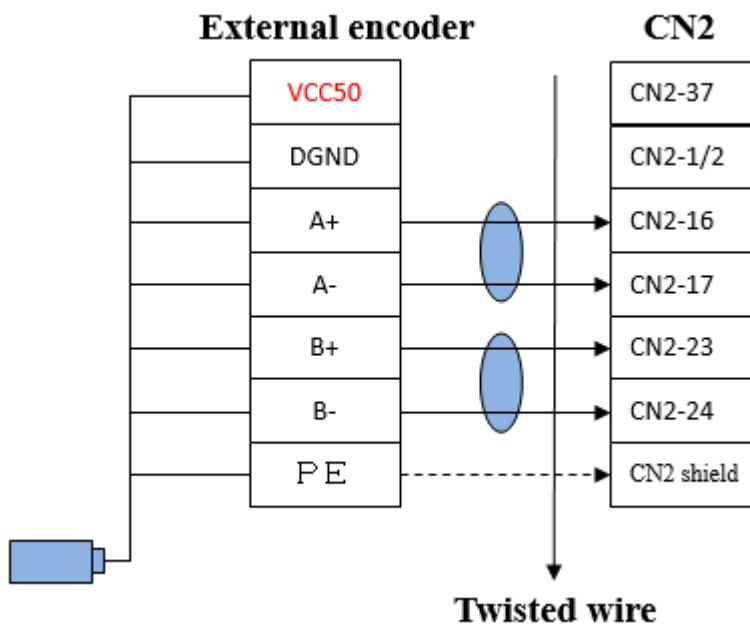 External encoder CN2
VCC50 CN2-37
DGND CN2-1/2
A+ CN2-16
A- CN2-17
B+ CN2-23
B- CN2-24
ＰＥ CN2 shield
Twisted wire